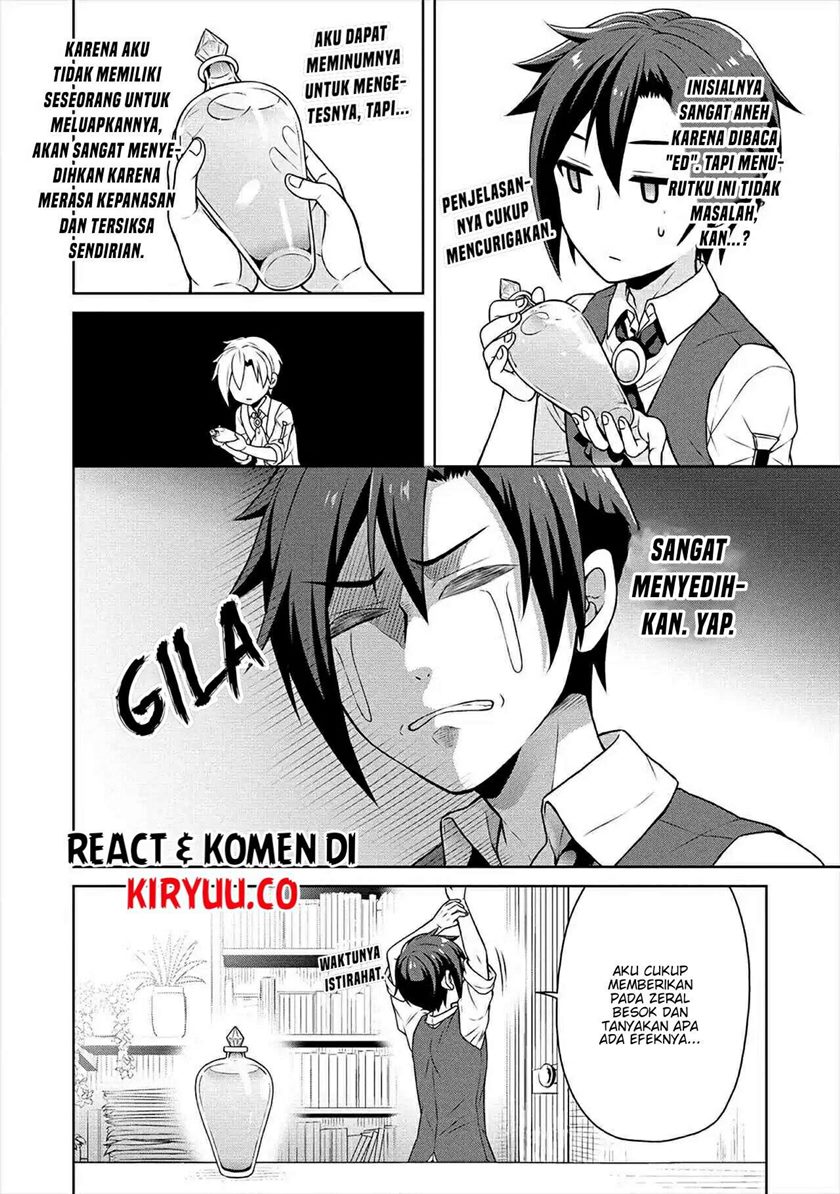 INISIALNYA
SANGAT ANEH
KARENA DIBACA
"ED". TAPI MENU-
RUTKU INI TIDAK
MASALAH,
KAN...?
PENJELASAN-
NYA CUKUP
MENCURIGAKAN.
AKU DAPAT
MEMINUMNYA
UNTUK MENGE-
TESNYA, TAPI...
KARENA AKU
TIDAK MEMILIKI
SESEORANG UNTUK
MELUAPKANNYA,
AKAN SANGAT MENYE-
DIHKAN KARENA
MERASA KEPANASAN
DAN TERSIKSA
SENDIRIAN.
SANGAT
MENYEDIH-
KAN. YAP.
GILA
REACT & KOMEN DI
KIRYUU.CO
AKU CUKUP
MEMBERIKAN
PADA ZERAL
BESOK DAN
TANYAKAN APA
ADA EFEKNYA...
WAKTUNYA
ISTIRAHAT.